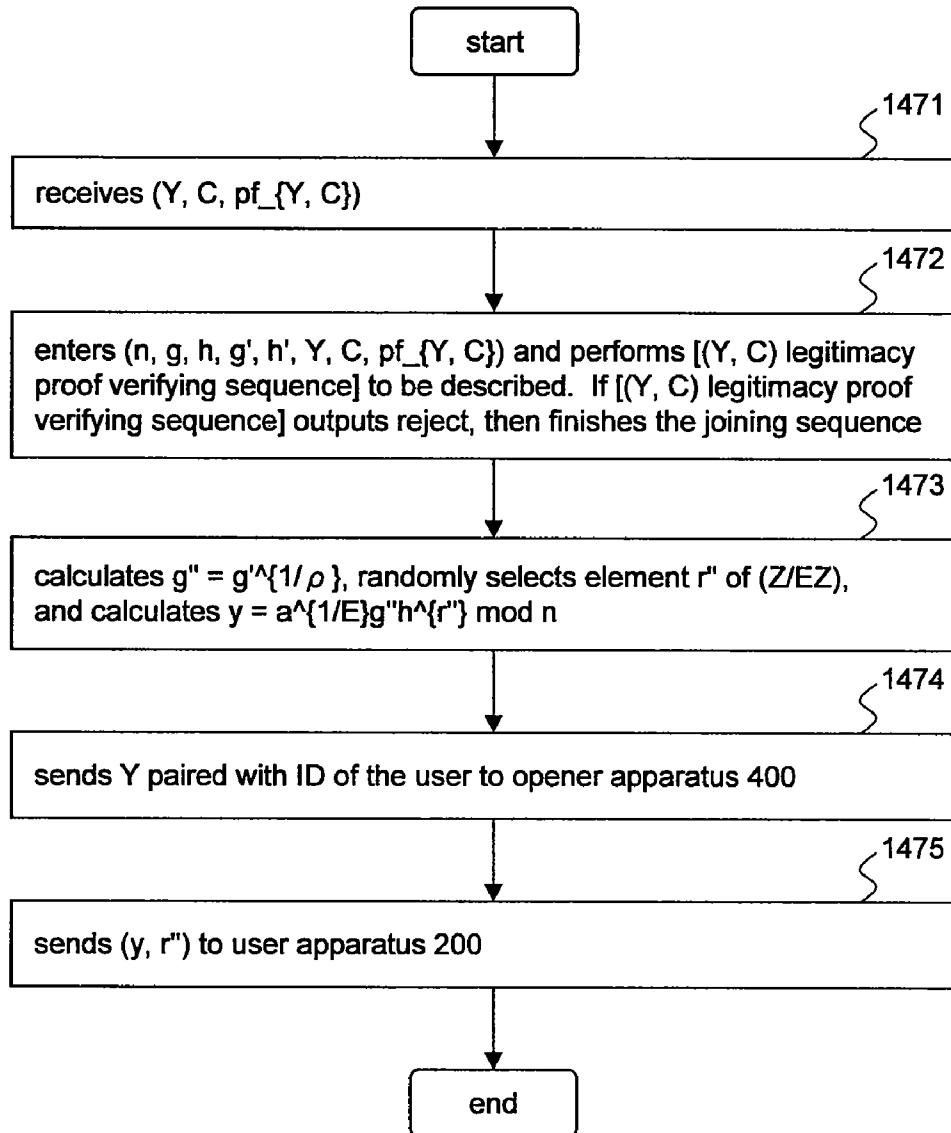 start
1471
receives (Y, C, pf_{Y, C})
1472
enters (n, g, h, g', h', Y, C, pf_{Y, C}) and performs [(Y, C) legitimacy
proof verifying sequence] to be described. If [(Y, C) legitimacy proof
verifying sequence] outputs reject, then finishes the joining sequence
1473
calculates g" = g'^{1/ρ}, randomly selects element r" of (Z/EZ),
and calculates y = a^{1/E}g"h^{r"} mod n
1474
sends Y paired with ID of the user to opener apparatus 400
1475
sends (y, r") to user apparatus 200
end